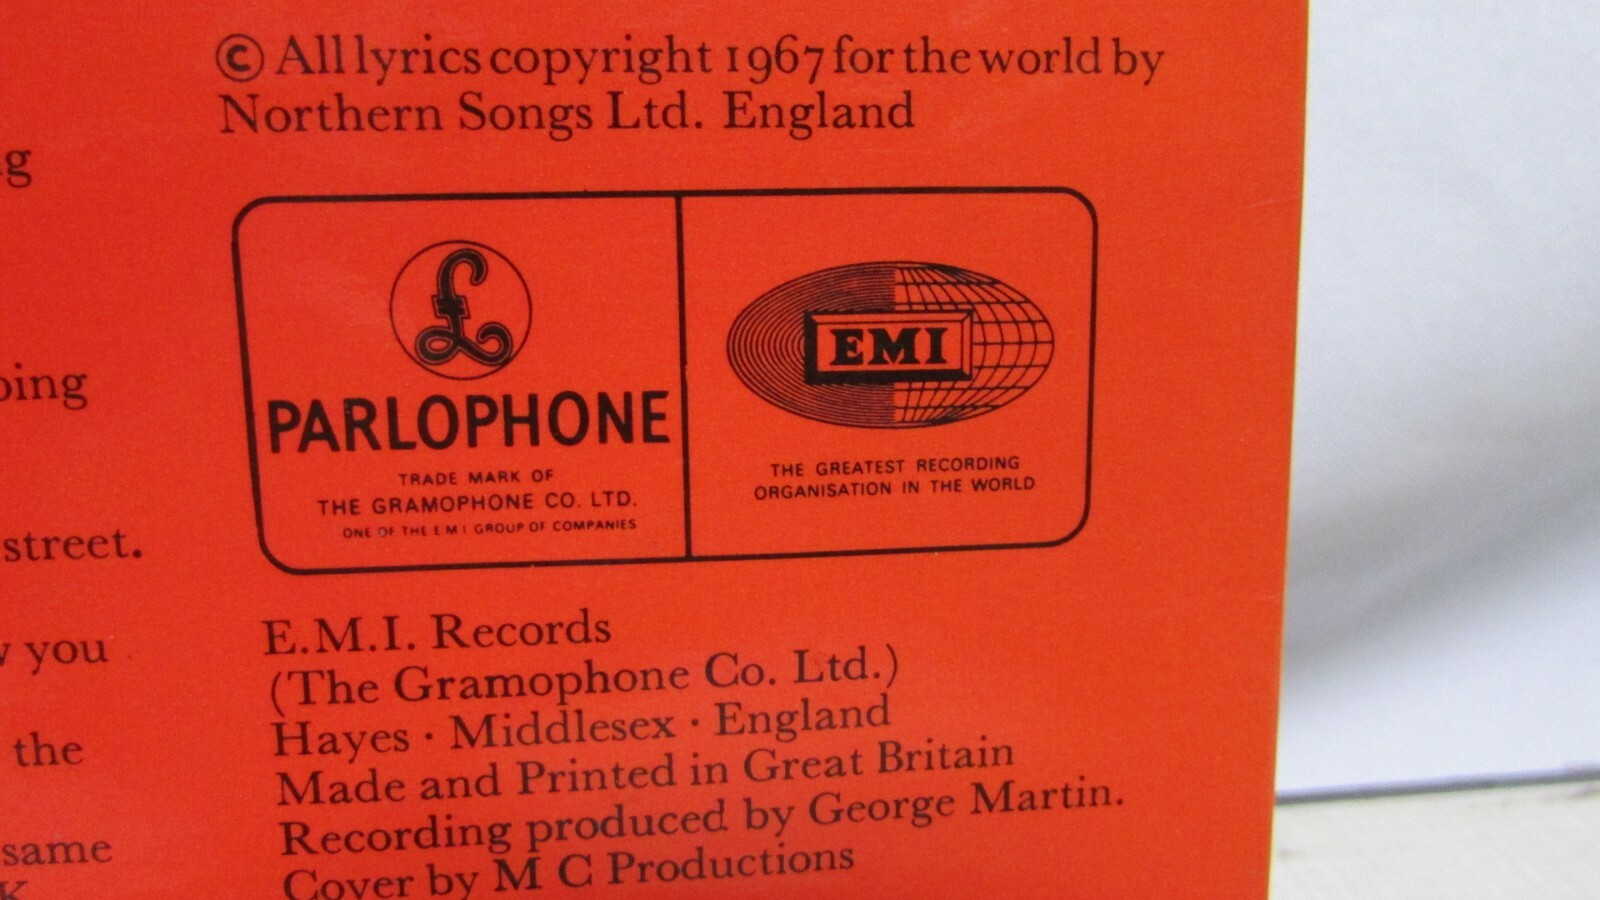 © All lyrics copyright 1967 for the world by
Northern Songs Ltd. England
PARLOPHONE
TRADE MARK OF
THE GRAMOPHONE CO. LTD.
ONE OF THE E M I GROUP OF COMPANIES
EMI
THE GREATEST RECORDING
ORGANISATION IN THE WORLD
E.M.I. Records
(The Gramophone Co. Ltd.)
Hayes · Middlesex · England
Made and Printed in Great Britain
Recording produced by George Martin.
Cover by M C Productions
street.
you
the
same